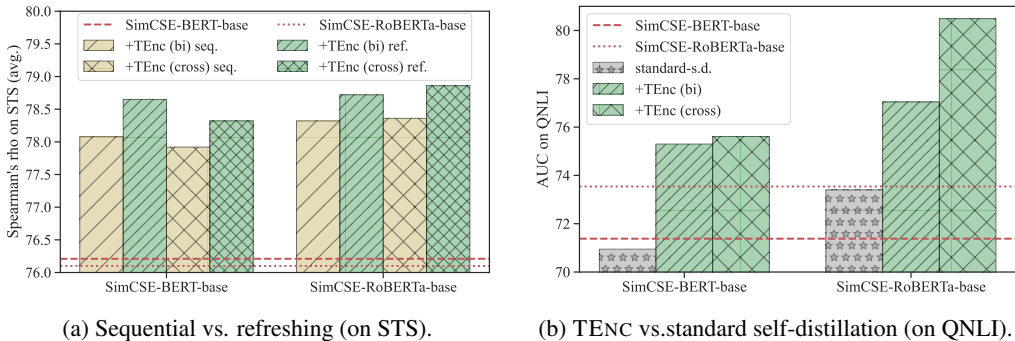 Spearman's rho on STS (avg.)
80.0
79.5
79.0
78.5
78.0
77.5
77.0
76.5
76.0
SimCSE-BERT-base
SimCSE-RoBERTa-base
+TEnc (bi) seq.
+TEnc (cross) seq.
+TEnc (bi) ref.
+TEnc (cross) ref.
SimCSE-BERT-base
SimCSE-RoBERTa-base
(a) Sequential vs. refreshing (on STS).
AUC on QNLI
80
78
76
74
72
70
SimCSE-BERT-base
SimCSE-RoBERTa-base
standard-s.d.
+TEnc (bi)
+TEnc (cross)
SimCSE-BERT-base
SimCSE-RoBERTa-base
(b) TENC vs.standard self-distillation (on QNLI).